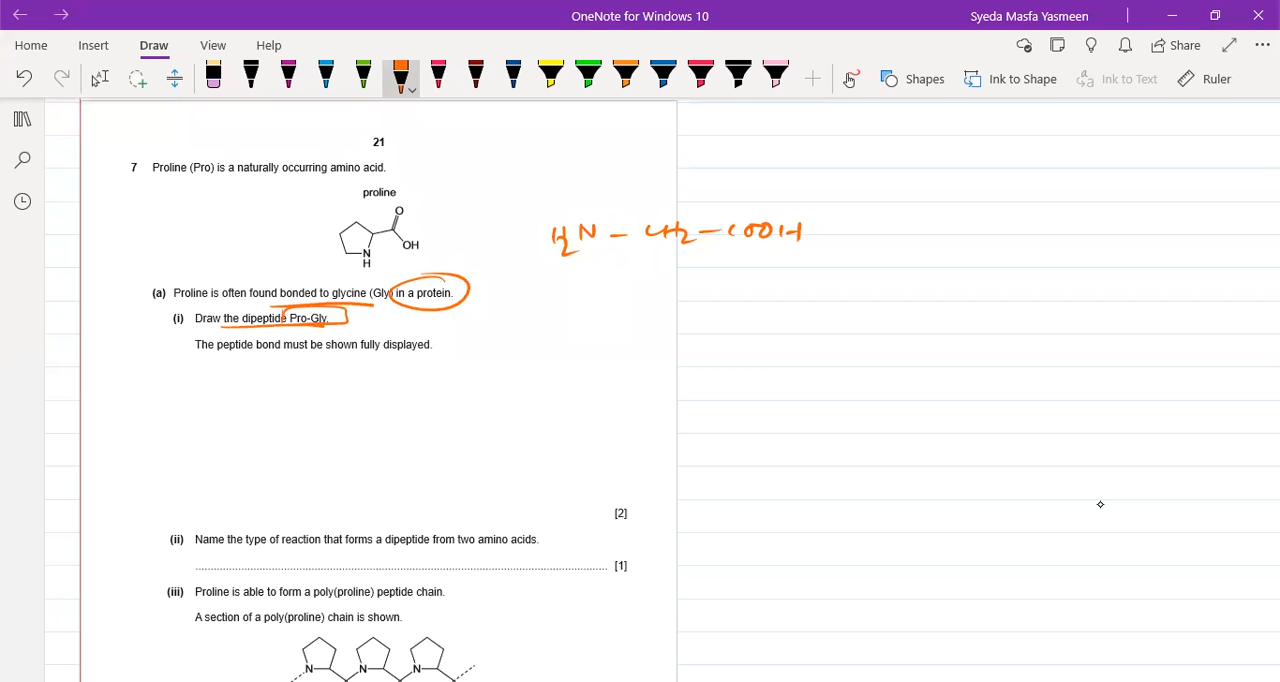 OneNote for Windows 10
Syeda Masfa Yasmeen
Home Insert Draw View Help
Share
Shapes Ink to Shape Ink to Text Ruler
21
7 Proline (Pro) is a naturally occurring amino acid.
proline
O
OH
N
H
H2N – CH2 – COOH
(a) Proline is often found bonded to glycine (Gly) in a protein.
(i) Draw the dipeptide Pro-Gly.
The peptide bond must be shown fully displayed.
[2]
(ii) Name the type of reaction that forms a dipeptide from two amino acids.
.......................................................................................................... [1]
(iii) Proline is able to form a poly(proline) peptide chain.
A section of a poly(proline) chain is shown.
N N N